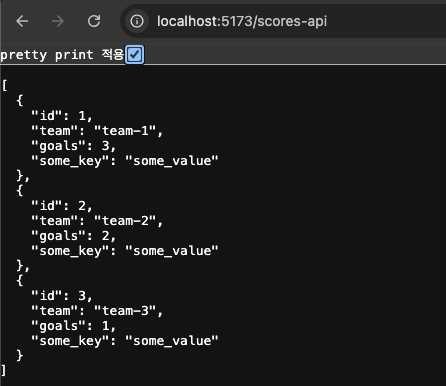 localhost:5173/scores-api
pretty print 적용
[
  {
    "id": 1,
    "team": "team-1",
    "goals": 3,
    "some_key": "some_value"
  },
  {
    "id": 2,
    "team": "team-2",
    "goals": 2,
    "some_key": "some_value"
  },
  {
    "id": 3,
    "team": "team-3",
    "goals": 1,
    "some_key": "some_value"
  }
]